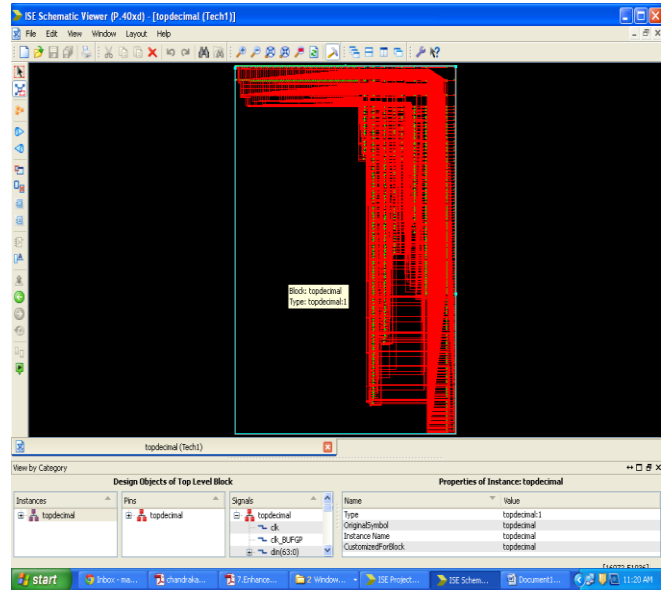 ISE Schematic Viewer (P.40xd) - [topdecimal (Tech1)]
File Edit View Window Layout Help
Block: topdecimal
Type: topdecimal:1
topdecimal (Tech1)
View by Category
Design Objects of Top Level Block
Properties of Instance: topdecimal
Instances Pins Signals Name Value
topdecimal topdecimal topdecimal Type topdecimal:1
clk OriginalSymbol topdecimal
clk_BUFGP Instance Name topdecimal
din(63:0) CustomizedForBlock topdecimal
start Inbox - ma... chandraka... 7.Enhance... 2 Window... ISE Project... ISE Schem... Document1... 11:20 AM